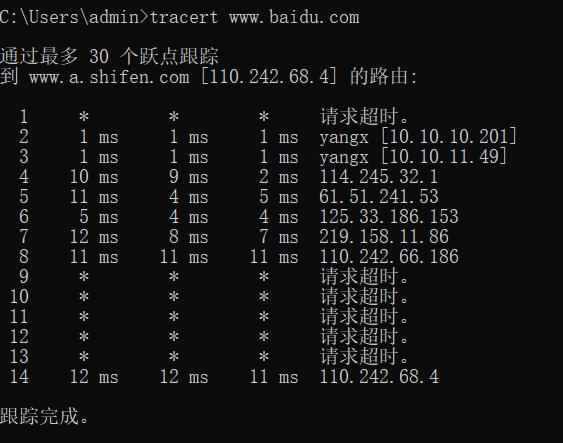 C:\Users\admin>tracert www.baidu.com
通过最多 30 个跃点跟踪
到 www.a.shifen.com [110.242.68.4] 的路由:
1 * * * 请求超时。
2 1 ms 1 ms 1 ms yangx [10.10.10.201]
3 1 ms 1 ms 1 ms yangx [10.10.11.49]
4 10 ms 9 ms 2 ms 114.245.32.1
5 11 ms 4 ms 5 ms 61.51.241.53
6 5 ms 4 ms 4 ms 125.33.186.153
7 12 ms 8 ms 7 ms 219.158.11.86
8 11 ms 11 ms 11 ms 110.242.66.186
9 * * * 请求超时。
10 * * * 请求超时。
11 * * * 请求超时。
12 * * * 请求超时。
13 * * * 请求超时。
14 12 ms 12 ms 11 ms 110.242.68.4
跟踪完成。